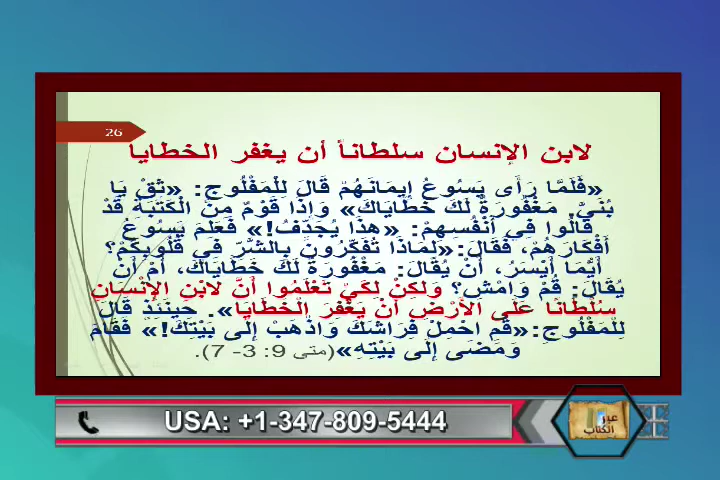 26
لابن الإنسان سلطاناً أن يغفر الخطايا
«فَلَمَّا رَأَى يَسُوعُ إِيمَانَهُمْ قَالَ لِلْمَفْلُوجِ: «ثِقْ يَا
بُنَيَّ. مَغْفُورَةٌ لَكَ خَطَايَاكَ» وَإِذَا قَوْمٌ مِنَ الْكَتَبَةِ قَدْ
قَالُوا فِي أَنْفُسِهِمْ: «هذَا يُجَدِّفُ!» فَعَلِمَ يَسُوعُ
أَفْكَارَهُمْ، فَقَالَ:«لِمَاذَا تُفَكِّرُونَ بِالشَّرِّ فِي قُلُوبِكُمْ؟
أَيُّمَا أَيْسَرُ، أَنْ يُقَالَ: مَغْفُورَةٌ لَكَ خَطَايَاكَ، أَمْ أَنْ
يُقَالَ: قُمْ وَامْشِ؟ وَلكِنْ لِكَيْ تَعْلَمُوا أَنَّ لابْنِ الإِنْسَانِ
سُلْطَانًا عَلَى الأَرْضِ أَنْ يَغْفِرَ الْخَطَايَا». حِينَئِذٍ قَالَ
لِلْمَفْلُوجِ:«قُمِ احْمِلْ فِرَاشَكَ وَاذْهَبْ إِلَى بَيْتِكَ!» فَقَامَ
وَمَضَى إِلَى بَيْتِهِ»(متى 9: 3- 7).
USA: +1-347-809-5444
عبر
الكتاب